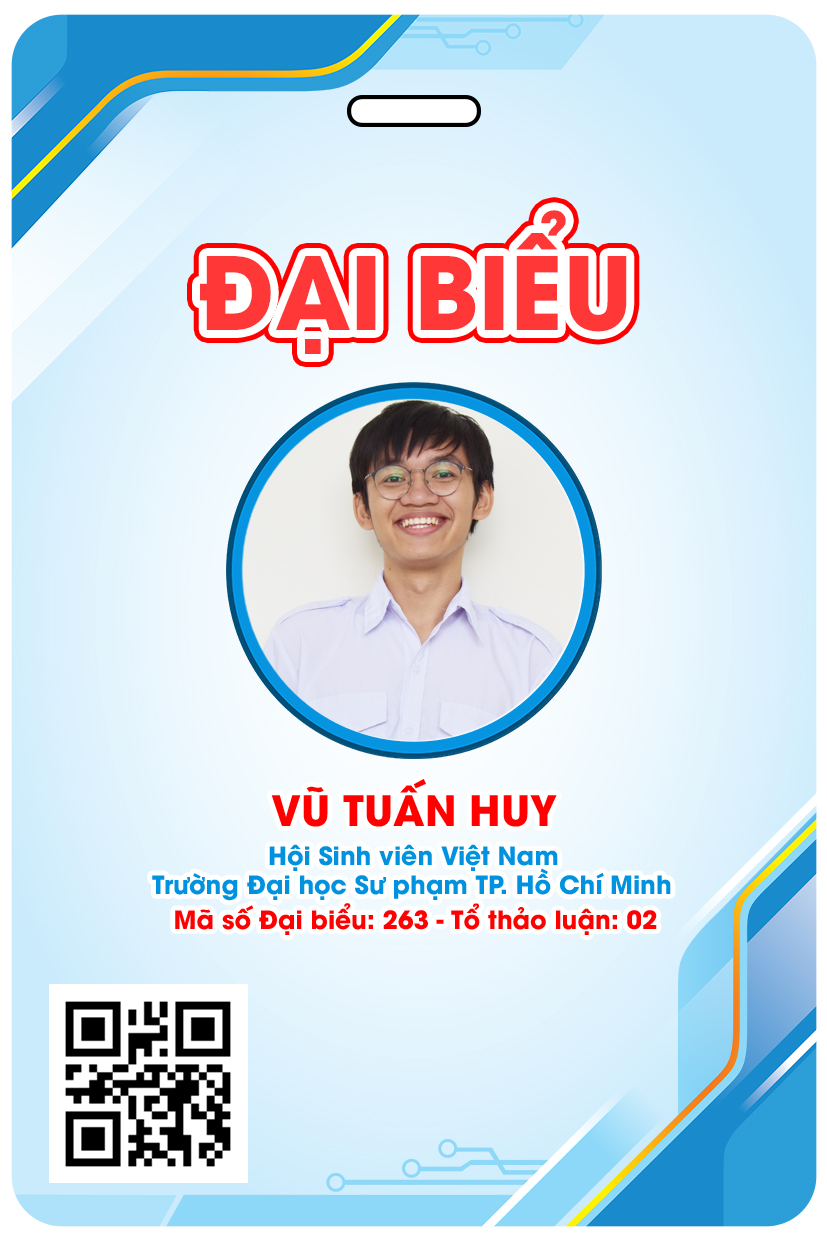 ĐẠI BIỂU
VŨ TUẤN HUY
Hội Sinh viên Việt Nam
Trường Đại học Sư phạm TP. Hồ Chí Minh
Mã số Đại biểu: 263 - Tổ thảo luận: 02